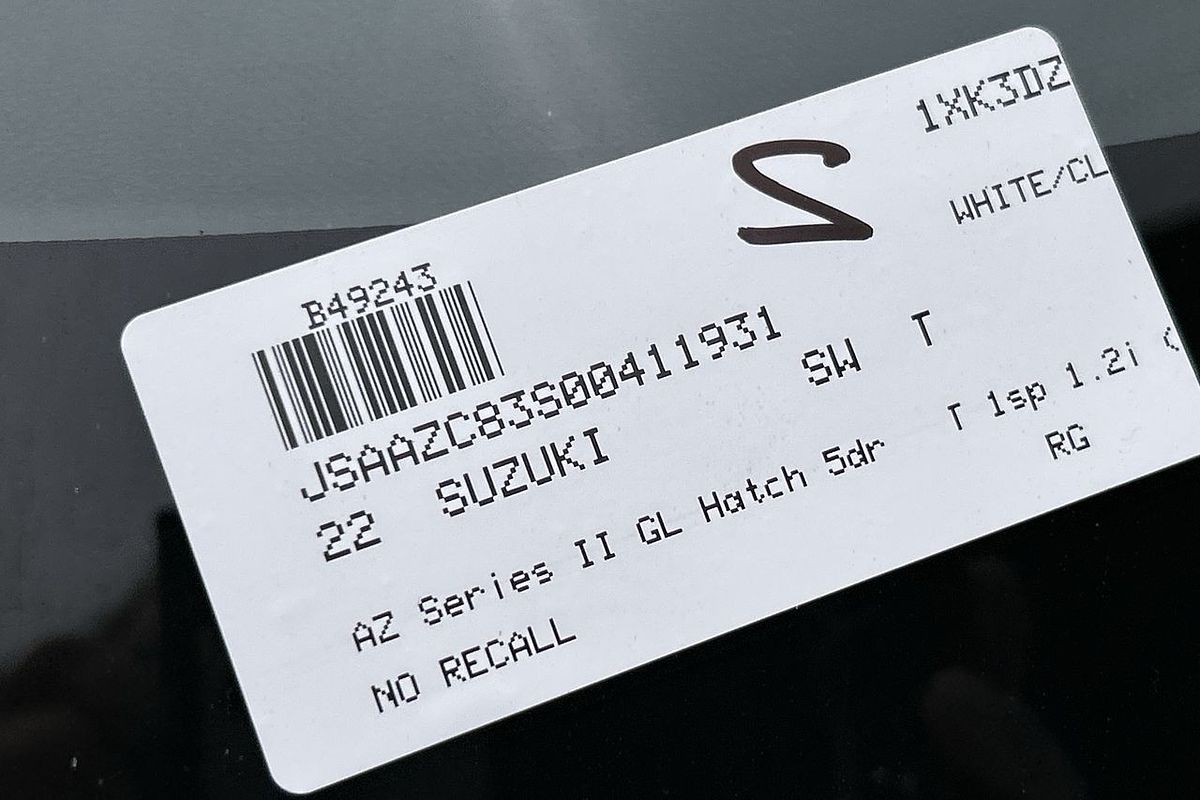 1XK3DZ
S
WHITE/CL
B49243
JSAAZC83S00411931
22 SUZUKI SW T
AZ Series II GL Hatch 5dr T 1sp 1.2i
NO RECALL RG